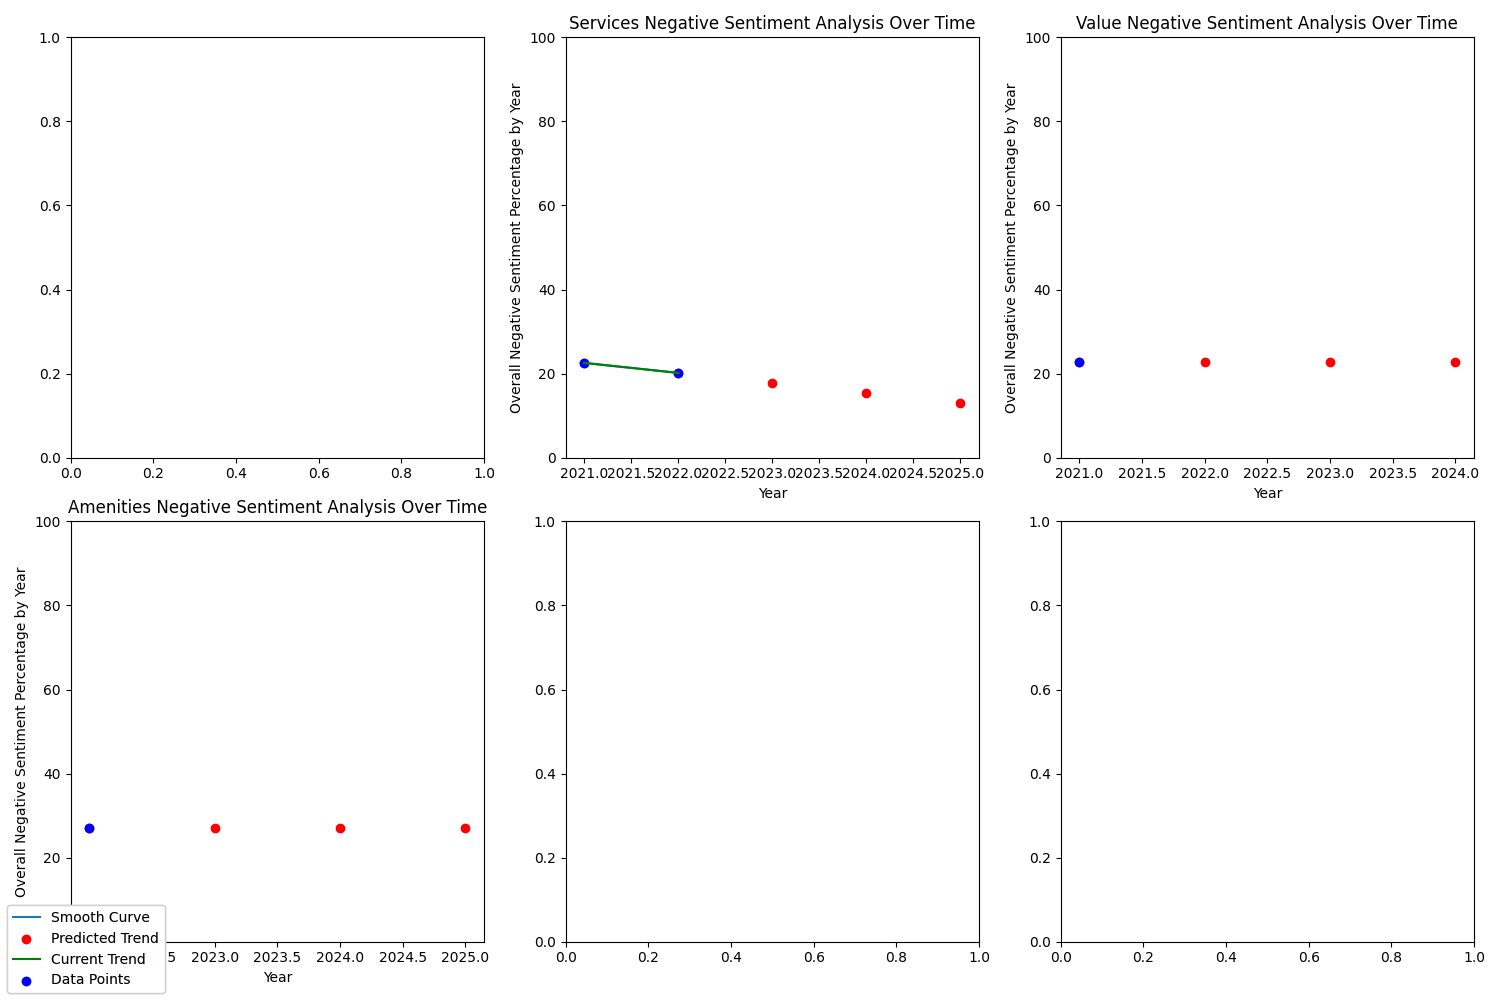 Services Negative Sentiment Analysis Over Time
Value Negative Sentiment Analysis Over Time
1.0
0.8
0.6
0.4
0.2
0.0
0.0 0.2 0.4 0.6 0.8 1.0
Overall Negative Sentiment Percentage by Year
100
80
60
40
20
0
2021.0 2021.5 2022.0 2022.5 2023.0 2023.5 2024.0 2024.5 2025.0
Year
Overall Negative Sentiment Percentage by Year
100
80
60
40
20
0
2021.0 2021.5 2022.0 2022.5 2023.0 2023.5 2024.0
Year
Amenities Negative Sentiment Analysis Over Time
Overall Negative Sentiment Percentage by Year
100
80
60
40
20
5 2023.0 2023.5 2024.0 2024.5 2025.0
Year
Smooth Curve
Predicted Trend
Current Trend
Data Points
1.0
0.8
0.6
0.4
0.2
0.0
0.0 0.2 0.4 0.6 0.8 1.0
1.0
0.8
0.6
0.4
0.2
0.0
0.0 0.2 0.4 0.6 0.8 1.0